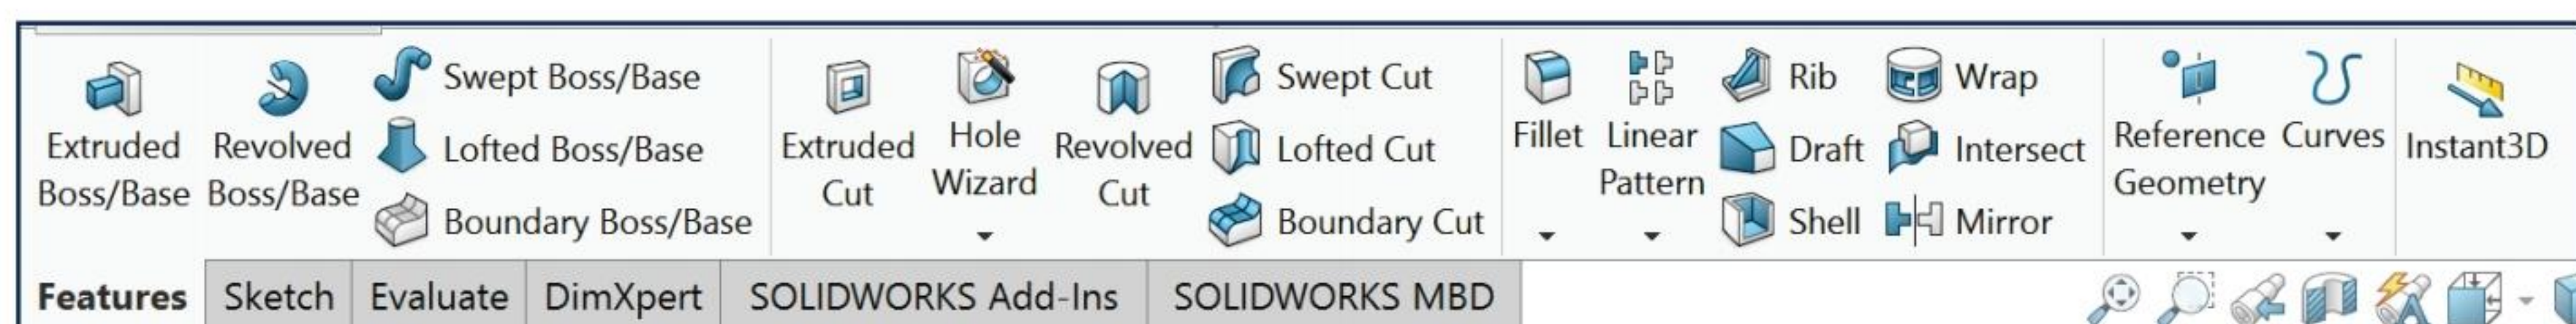 Extruded
Boss/Base
Revolved
Boss/Base
Swept Boss/Base
Lofted Boss/Base
Boundary Boss/Base
Extruded
Cut
Hole
Wizard
Revolved
Cut
Swept Cut
Lofted Cut
Boundary Cut
Fillet
Linear
Pattern
Rib
Draft
Shell
Wrap
Intersect
Mirror
Reference
Geometry
Curves
Instant3D
Features
Sketch
Evaluate
DimXpert
SOLIDWORKS Add-Ins
SOLIDWORKS MBD